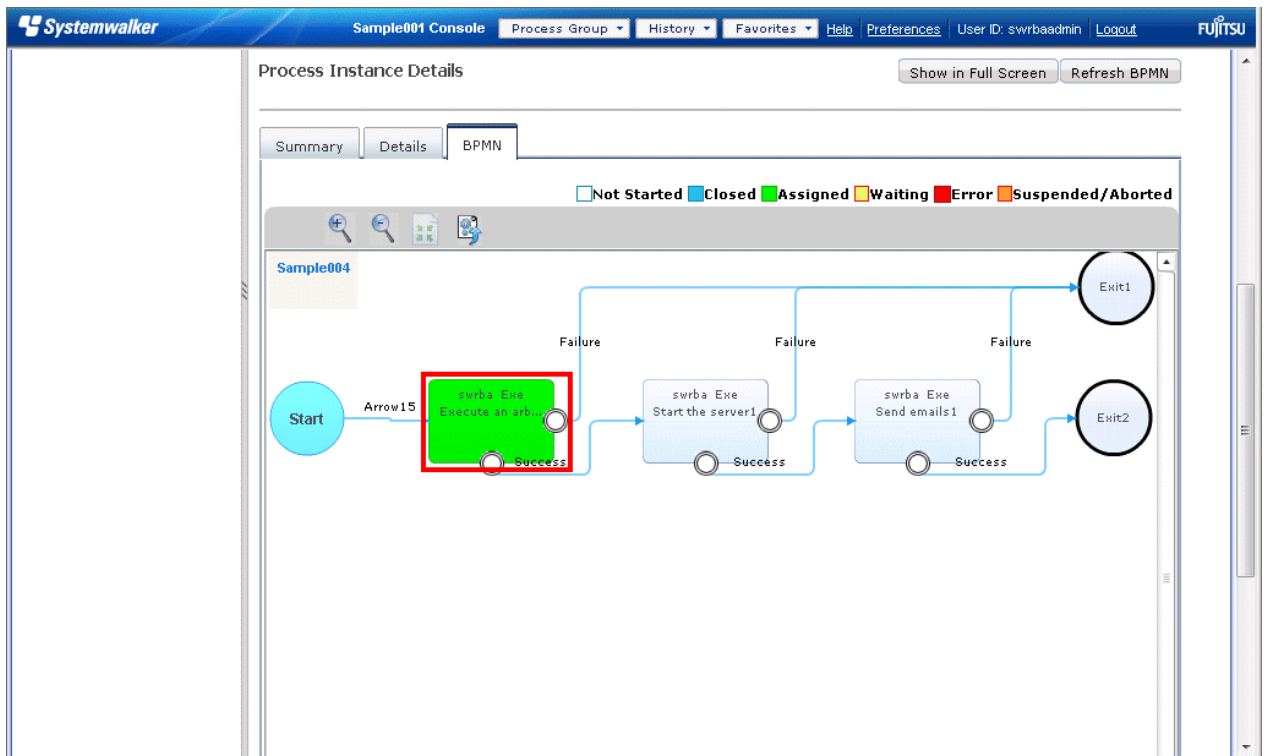 Systemwalker
Sample001 Console Process Group History Favorites Help Preferences User ID: swrbaadmin Logout FUJITSU
Process Instance Details
Show in Full Screen Refresh BPMN
Summary Details BPMN
Not Started Closed Assigned Waiting Error Suspended/Aborted
Sample004
Exit1
Failure Failure Failure
Start
Arrow15
swrba Exe
Execute an arb...
Success
swrba Exe
Start the server1
Success
swrba Exe
Send emails1
Success
Exit2